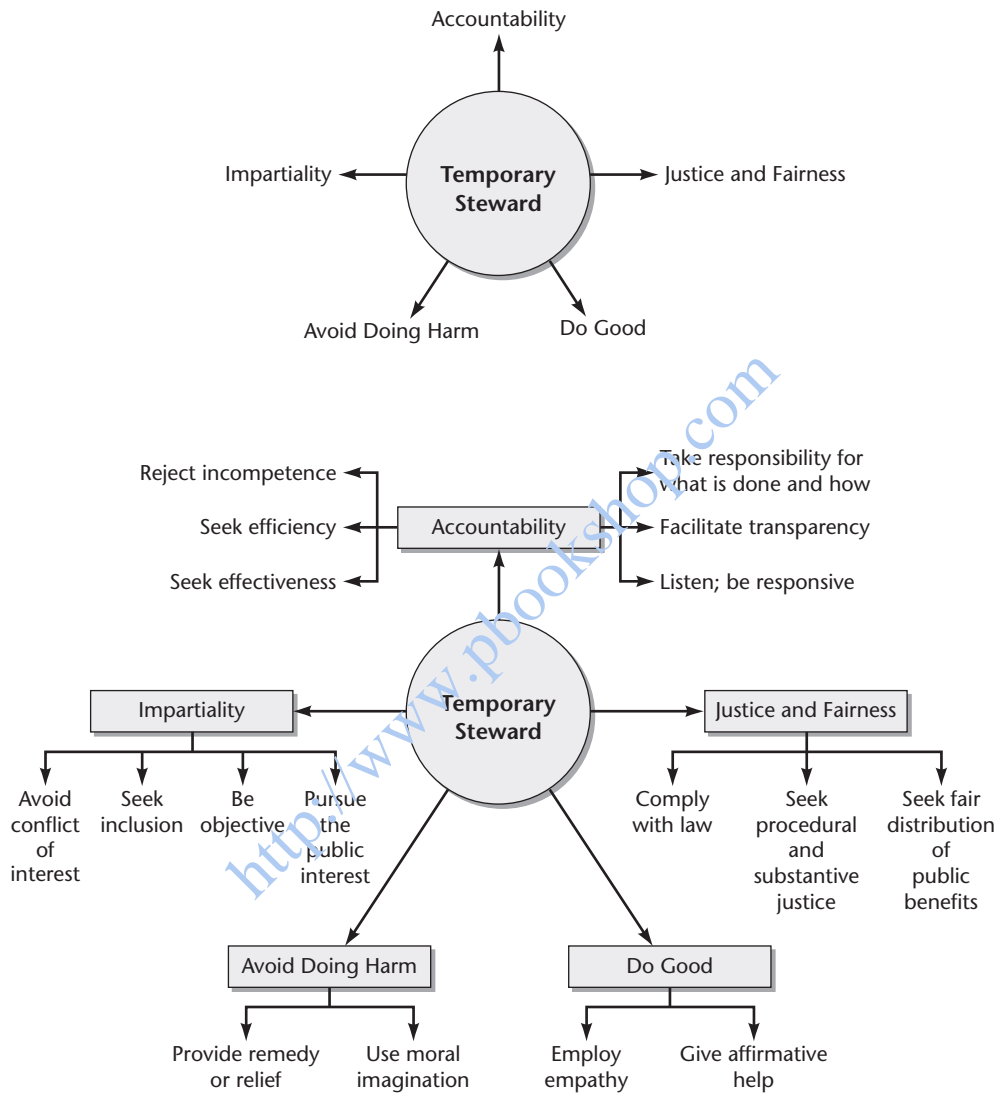 Accountability
Impartiality
Temporary
Steward
Justice and Fairness
Avoid Doing Harm
Do Good
Reject incompetence
Seek efficiency
Seek effectiveness
Accountability
Take responsibility for
what is done and how
Facilitate transparency
Listen; be responsive
Temporary
Steward
Impartiality
Avoid
conflict
of
interest
Seek
inclusion
Be
objective
Pursue
the
public
interest
Justice and Fairness
Comply
with law
Seek
procedural
and
substantive
justice
Seek fair
distribution
of
public
benefits
Avoid Doing Harm
Provide remedy
or relief
Use moral
imagination
Do Good
Employ
empathy
Give affirmative
help
http://www.pbookshop.com